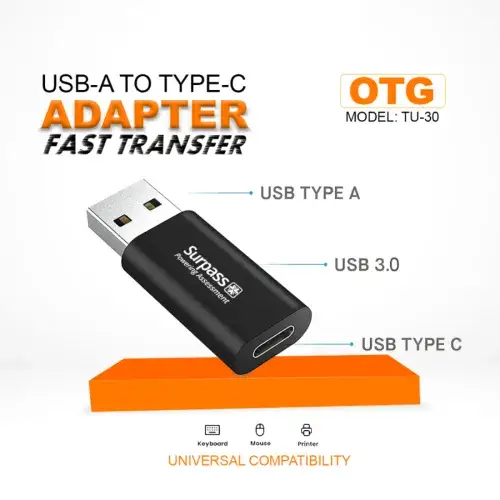 USB-A TO TYPE-C
ADAPTER
FAST TRANSFER
OTG
MODEL: TU-30
USB TYPE A
USB 3.0
USB TYPE C
Surpass
Powering Assessment
Keyboard
Mouse
Printer
UNIVERSAL COMPATIBILITY